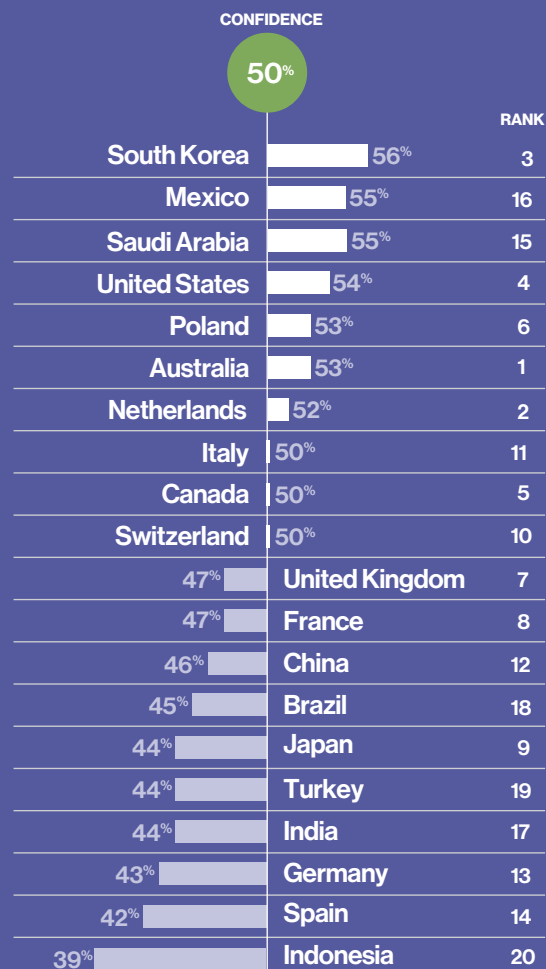 CONFIDENCE
50%
RANK
South Korea 56% 3
Mexico 55% 16
Saudi Arabia 55% 15
United States 54% 4
Poland 53% 6
Australia 53% 1
Netherlands 52% 2
Italy 50% 11
Canada 50% 5
Switzerland 50% 10
47% United Kingdom 7
47% France 8
46% China 12
45% Brazil 18
44% Japan 9
44% Turkey 19
44% India 17
43% Germany 13
42% Spain 14
39% Indonesia 20